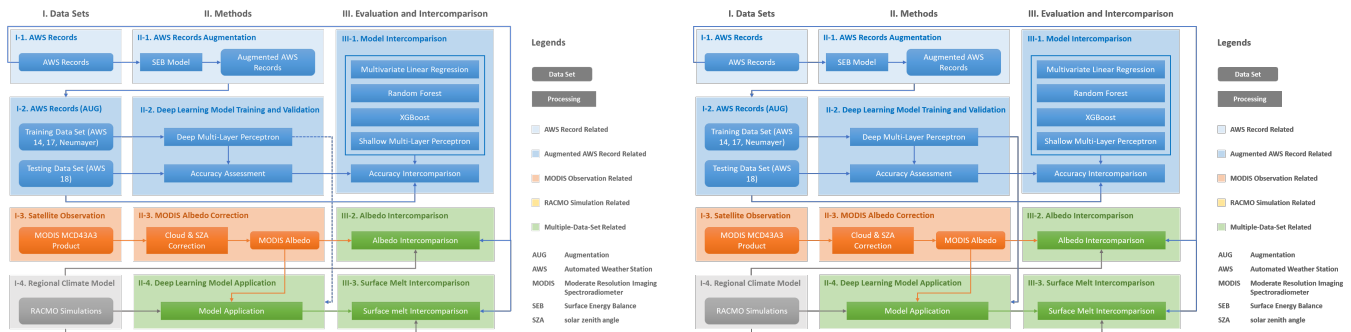 I. Data Sets
II. Methods
III. Evaluation and Intercomparison
I-1. AWS Records
AWS Records
II-1. AWS Records Augmentation
SEB Model
Augmented AWS
Records
III-1. Model Intercomparison
Multivariate Linear Regression
Random Forest
XGBoost
Shallow Multi-Layer Perceptron
Accuracy Intercomparison
I-2. AWS Records (AUG)
Training Data Set (AWS
14, 17, Neumayer)
Testing Data Set (AWS
18)
II-2. Deep Learning Model Training and Validation
Deep Multi-Layer Perceptron
Accuracy Assessment
I-3. Satellite Observation
MODIS MCD43A3
Product
II-3. MODIS Albedo Correction
Cloud & SZA
Correction
MODIS Albedo
III-2. Albedo Intercomparison
Albedo Intercomparison
I-4. Regional Climate Model
RACMO Simulations
II-4. Deep Learning Model Application
Model Application
III-3. Surface Melt Intercomparison
Surface melt Intercomparison
Legends
Data Set
Processing
AWS Record Related
Augmented AWS Record Related
MODIS Observation Related
RACMO Simulation Related
Multiple-Data-Set Related
AUG Augmentation
AWS Automated Weather Station
MODIS Moderate Resolution Imaging
Spectroradiometer
SEB Surface Energy Balance
SZA solar zenith angle
I. Data Sets
II. Methods
III. Evaluation and Intercomparison
I-1. AWS Records
AWS Records
II-1. AWS Records Augmentation
SEB Model
Augmented AWS
Records
III-1. Model Intercomparison
Multivariate Linear Regression
Random Forest
XGBoost
Shallow Multi-Layer Perceptron
Accuracy Intercomparison
I-2. AWS Records (AUG)
Training Data Set (AWS
14, 17, Neumayer)
Testing Data Set (AWS
18)
II-2. Deep Learning Model Training and Validation
Deep Multi-Layer Perceptron
Accuracy Assessment
I-3. Satellite Observation
MODIS MCD43A3
Product
II-3. MODIS Albedo Correction
Cloud & SZA
Correction
MODIS Albedo
III-2. Albedo Intercomparison
Albedo Intercomparison
I-4. Regional Climate Model
RACMO Simulations
II-4. Deep Learning Model Application
Model Application
III-3. Surface Melt Intercomparison
Surface melt Intercomparison
Legends
Data Set
Processing
AWS Record Related
Augmented AWS Record Related
MODIS Observation Related
RACMO Simulation Related
Multiple-Data-Set Related
AUG Augmentation
AWS Automated Weather Station
MODIS Moderate Resolution Imaging
Spectroradiometer
SEB Surface Energy Balance
SZA solar zenith angle